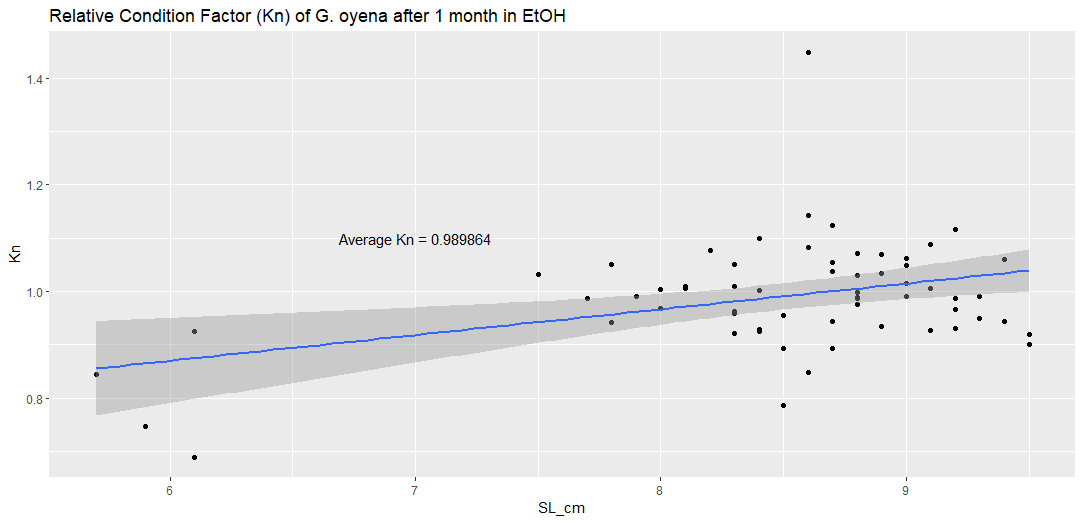 Relative Condition Factor (Kn) of G. oyena after 1 month in EtOH
1.4
1.2
Average Kn = 0.989864
Kn
1.0
0.8
6
7
8
9
SL_cm